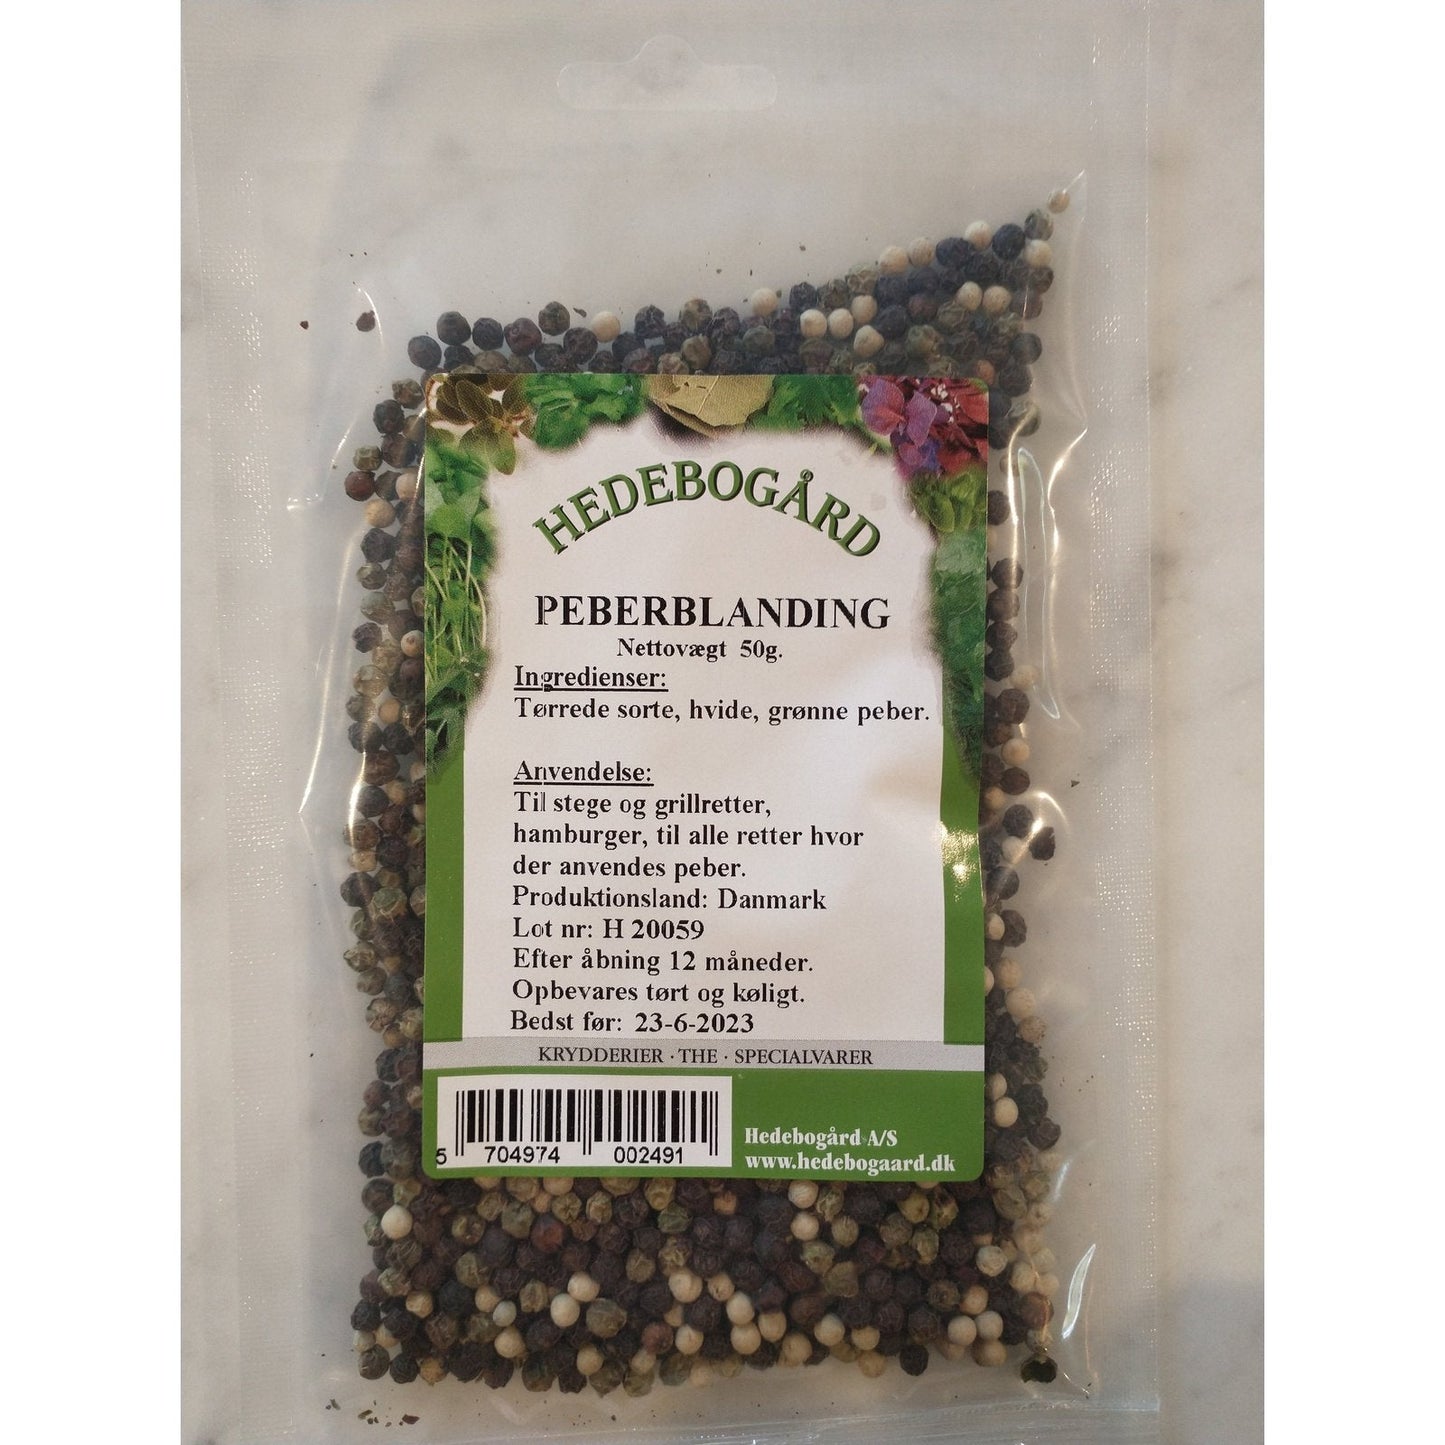 HEDEBOGÅRD
PEBERBLANDING
Nettovægt 50g.
Ingredienser:
Tørrede sorte, hvide, grønne peber.
Anvendelse:
Til stege og grillretter,
hamburger, til alle retter hvor
der anvendes peber.
Produktionsland: Danmark
Lot nr: H 20059
Efter åbning 12 måneder.
Opbevares tørt og køligt.
Bedst før: 23-6-2023
KRYDDERIER · THE · SPECIALVARER
5 704974 002491
Hedebogård A/S
www.hedebogaard.dk